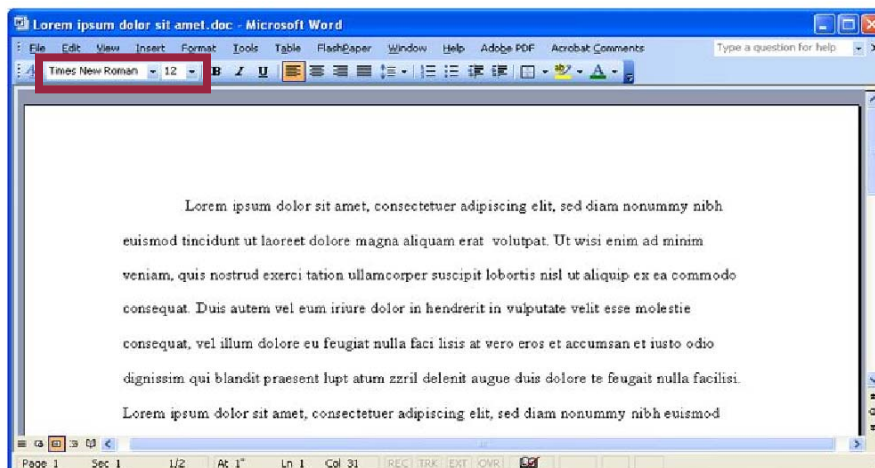 Lorem ipsum dolor sit amet.doc - Microsoft Word
File Edit View Insert Format Tools Table FlashPaper Window Help Adobe PDF Acrobat Comments Type a question for help
Times New Roman 12 B I U A
Lorem ipsum dolor sit amet, consectetuer adipiscing elit, sed diam nonummy nibh
euismod tincidunt ut laoreet dolore magna aliquam erat volutpat. Ut wisi enim ad minim
veniam, quis nostrud exerci tation ullamcorper suscipit lobortis nisl ut aliquip ex ea commodo
consequat. Duis autem vel eum iriure dolor in hendrerit in vulputate velit esse molestie
consequat, vel illum dolore eu feugiat nulla faci lisis at vero eros et accumsan et iusto odio
dignissim qui blandit praesent lupt atum zzril delenit augue duis dolore te feugait nulla facilisi.
Lorem ipsum dolor sit amet, consectetuer adipiscing elit, sed diam nonummy nibh euismod
Page 1 Sec 1 1/2 At 1" Ln 1 Col 31 REC TRK EXT OVR